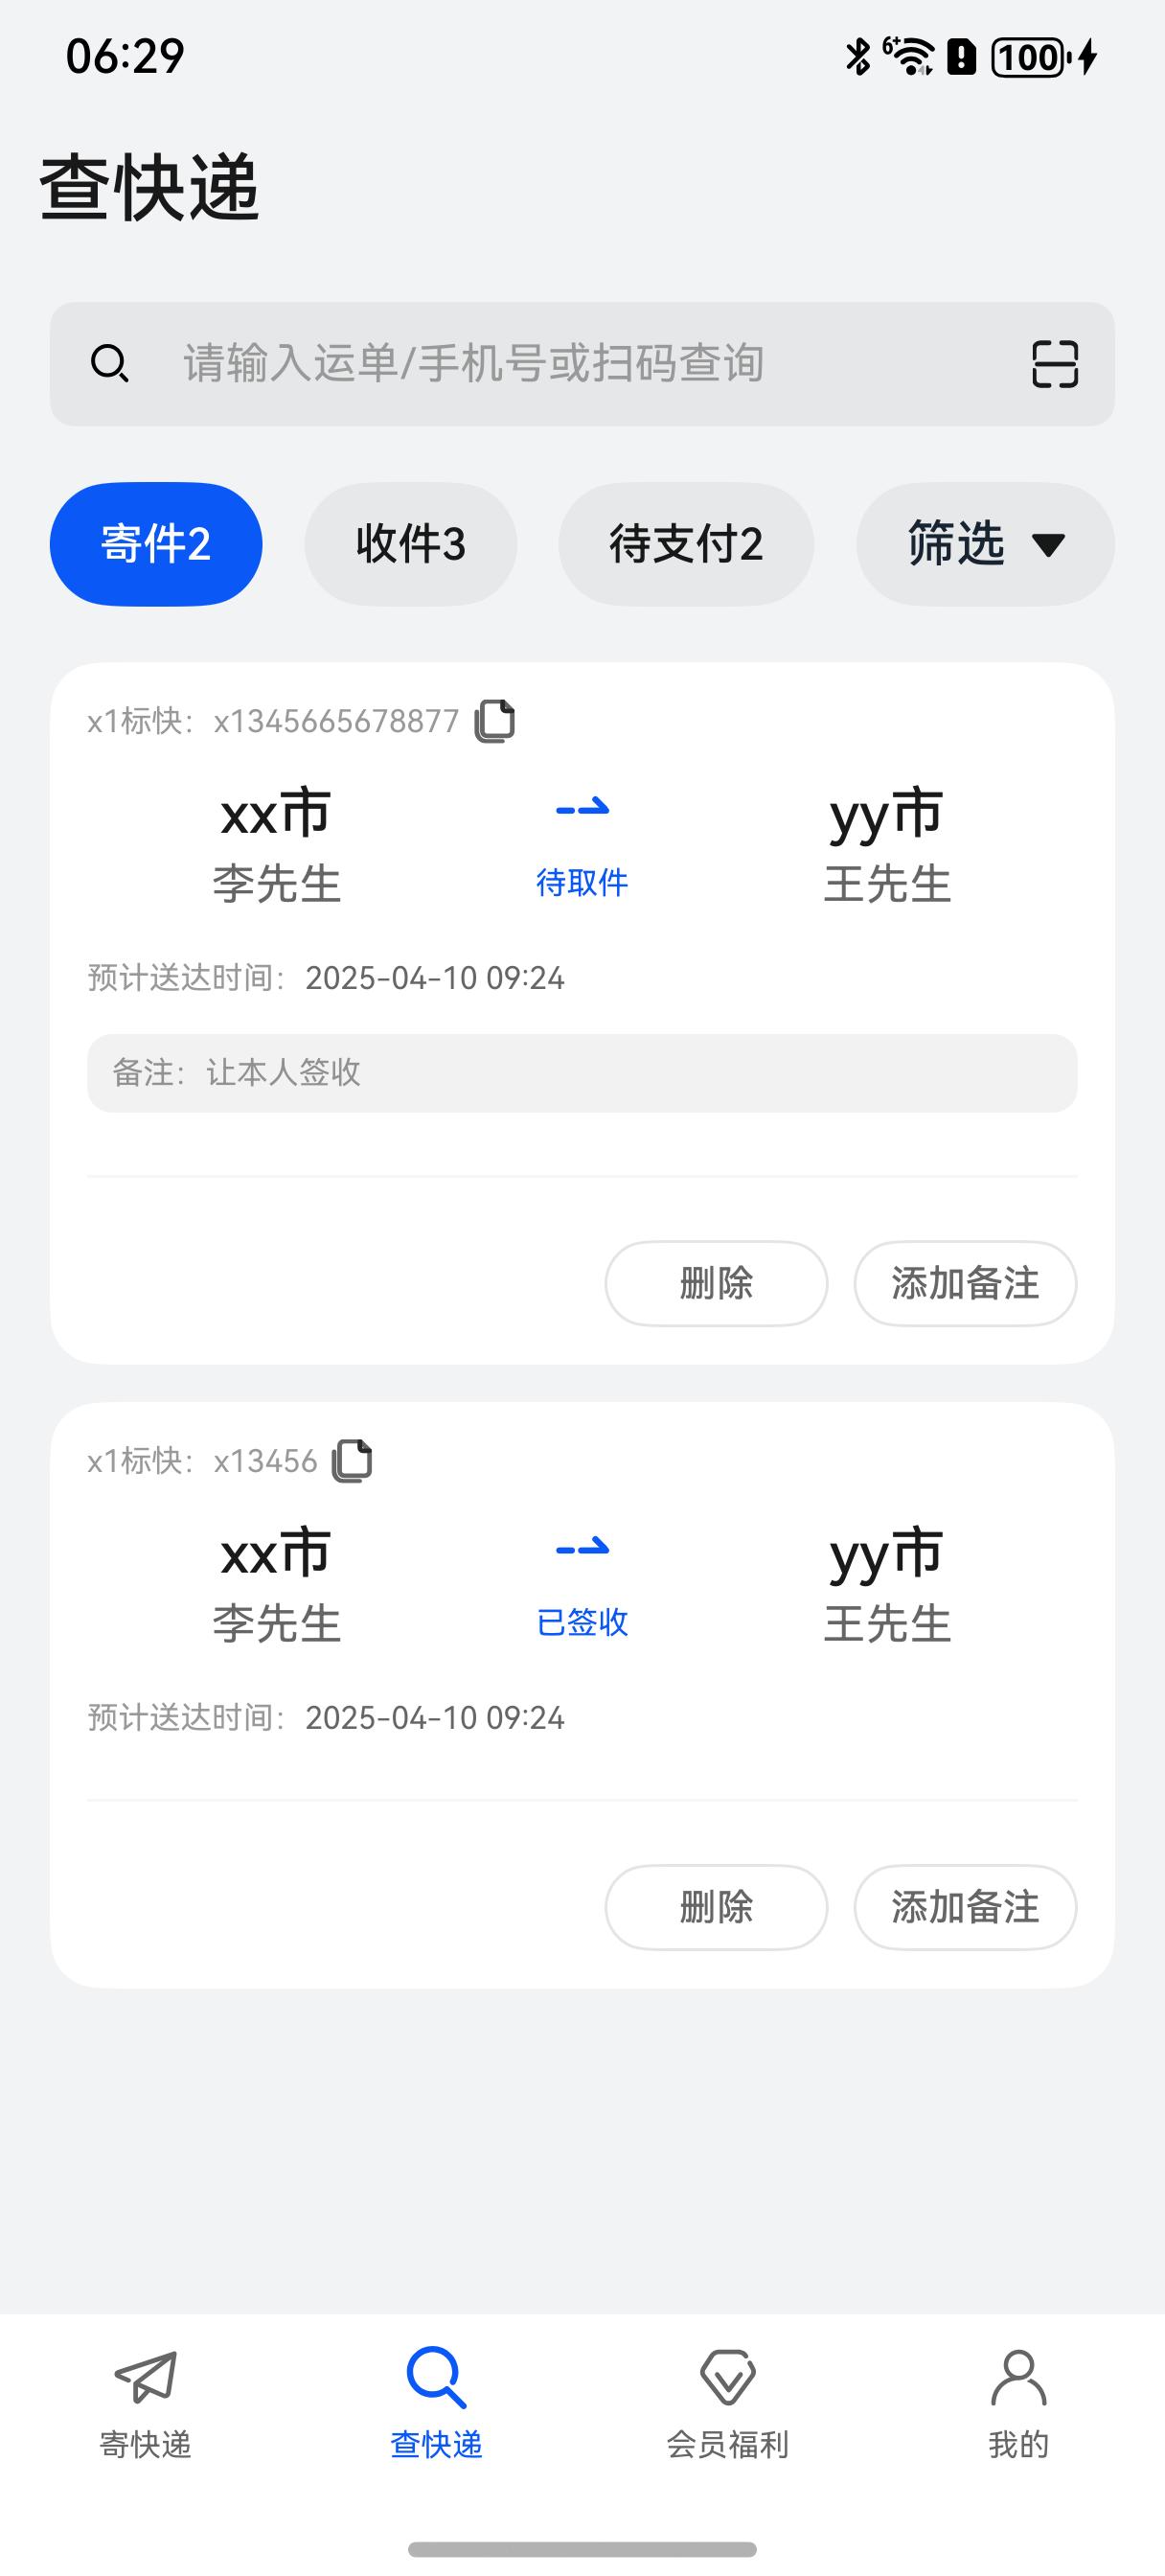 06:29
6+ 100
查快递
请输入运单/手机号或扫码查询
寄件2 收件3 待支付2 筛选
x1标快：x1345665678877
xx市 yy市
李先生 待取件 王先生
预计送达时间：2025-04-10 09:24
备注：让本人签收
删除 添加备注
x1标快：x13456
xx市 yy市
李先生 已签收 王先生
预计送达时间：2025-04-10 09:24
删除 添加备注
寄快递 查快递 会员福利 我的